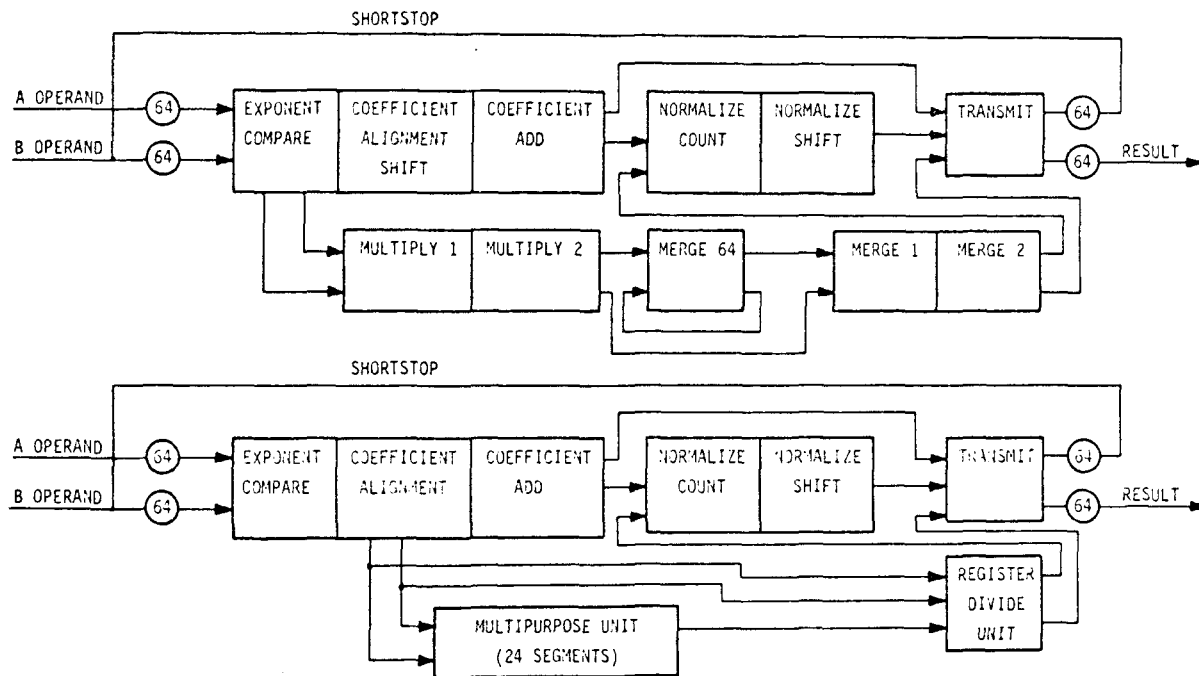 SHORTSTOP
A OPERAND
64
B OPERAND
64
EXPONENT
COMPARE
COEFFICIENT
ALIGNMENT
SHIFT
COEFFICIENT
ADD
NORMALIZE
COUNT
NORMALIZE
SHIFT
TRANSMIT
64
64
RESULT
MULTIPLY 1
MULTIPLY 2
MERGE 64
MERGE 1
MERGE 2
SHORTSTOP
A OPERAND
64
B OPERAND
64
EXPONENT
COMPARE
COEFFICIENT
ALIGNMENT
COEFFICIENT
ADD
NORMALIZE
COUNT
NORMALIZE
SHIFT
TRANSMIT
64
64
RESULT
REGISTER
DIVIDE
UNIT
MULTIPURPOSE UNIT
(24 SEGMENTS)